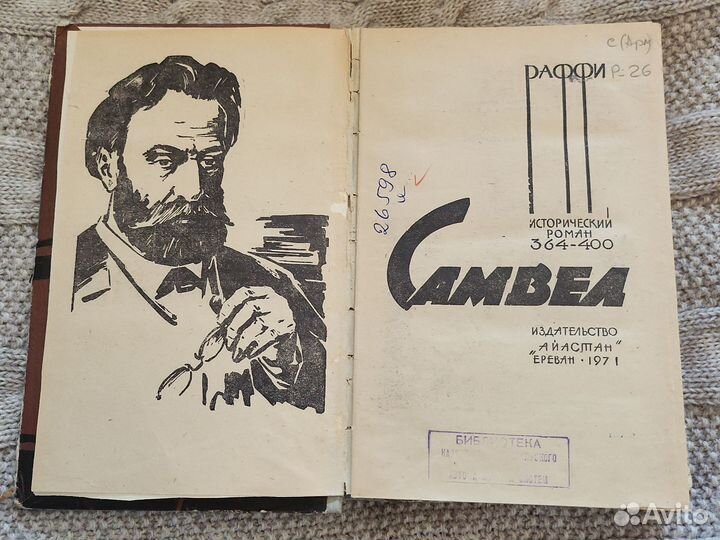 с(Арм)
РАФФИ Р-26
26598
и
ИСТОРИЧЕСКИЙ
РОМАН
364-400
САМВЕЛ
ИЗДАТЕЛЬСТВО
„АЙАСТАН"
ЕРЕВАН · 1971
БИБЛИОТЕКА
Avito